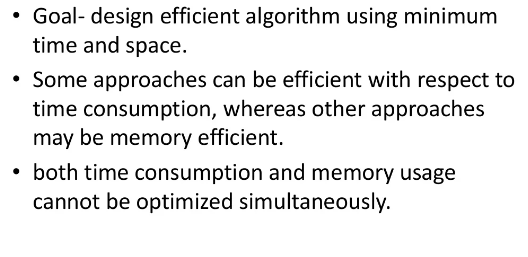 • Goal- design efficient algorithm using minimum
time and space.
• Some approaches can be efficient with respect to
time consumption, whereas other approaches
may be memory efficient.
• both time consumption and memory usage
cannot be optimized simultaneously.